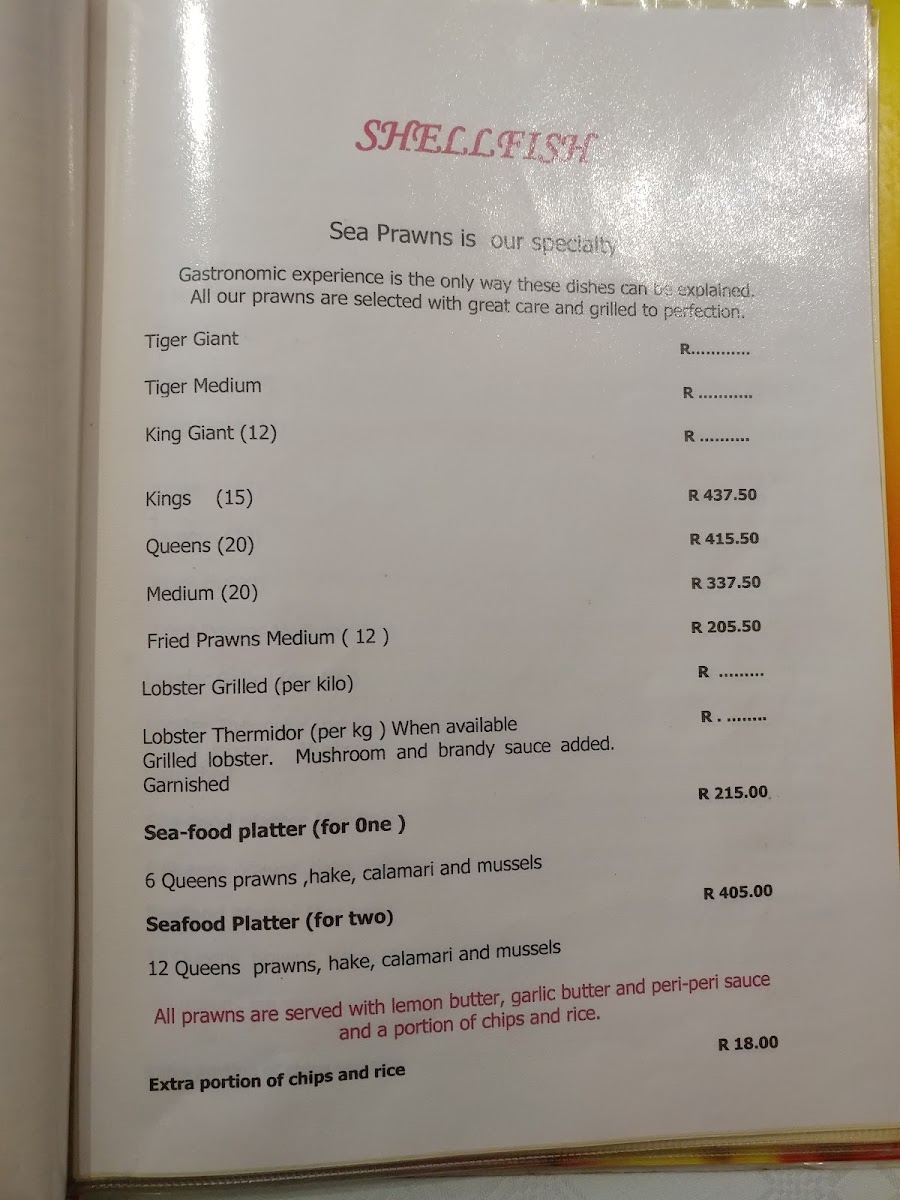 SHELLFISH
Sea Prawns is our specialty
Gastronomic experience is the only way these dishes can be explained.
All our prawns are selected with great care and grilled to perfection.
Tiger Giant R............
Tiger Medium R ...........
King Giant (12) R ..........
Kings (15) R 437.50
Queens (20) R 415.50
Medium (20) R 337.50
Fried Prawns Medium ( 12 ) R 205.50
Lobster Grilled (per kilo) R .........
Lobster Thermidor (per kg ) When available R . ........
Grilled lobster. Mushroom and brandy sauce added.
Garnished
Sea-food platter (for 0ne ) R 215.00
6 Queens prawns ,hake, calamari and mussels
Seafood Platter (for two) R 405.00
12 Queens prawns, hake, calamari and mussels
All prawns are served with lemon butter, garlic butter and peri-peri sauce
and a portion of chips and rice.
Extra portion of chips and rice R 18.00